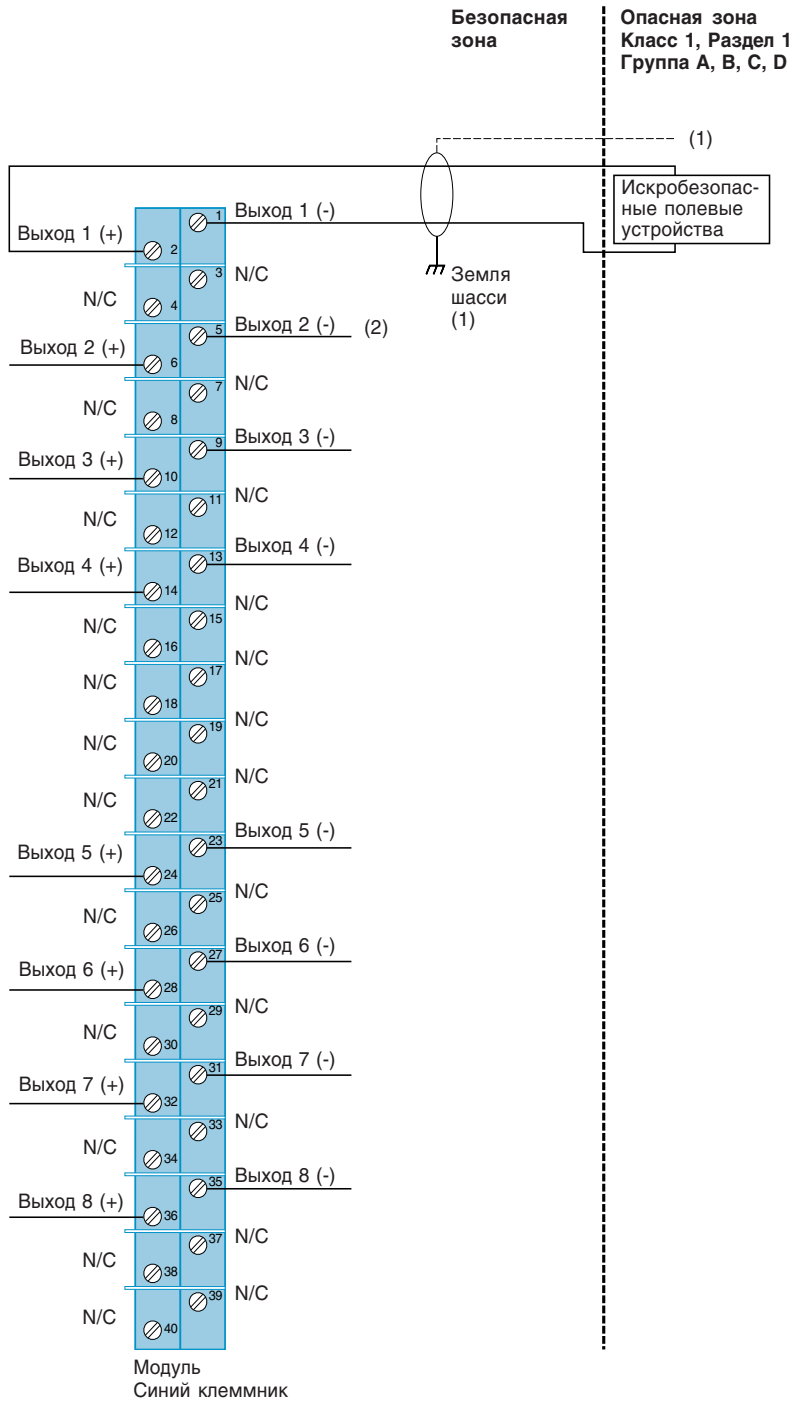 Безопасная
зона
Опасная зона
Класс 1, Раздел 1
Группа A, B, C, D
(1)
Искробезопас-
ные полевые
устройства
Земля
шасси
(1)
1 Выход 1 (-)
Выход 1 (+) 2
3 N/C
N/C 4
5 Выход 2 (-) (2)
Выход 2 (+) 6
7 N/C
N/C 8
9 Выход 3 (-)
Выход 3 (+) 10
11 N/C
N/C 12
13 Выход 4 (-)
Выход 4 (+) 14
15 N/C
N/C 16
17 N/C
N/C 18
19 N/C
N/C 20
21 N/C
N/C 22
23 Выход 5 (-)
Выход 5 (+) 24
25 N/C
N/C 26
27 Выход 6 (-)
Выход 6 (+) 28
29 N/C
N/C 30
31 Выход 7 (-)
Выход 7 (+) 32
33 N/C
N/C 34
35 Выход 8 (-)
Выход 8 (+) 36
37 N/C
N/C 38
39 N/C
N/C 40
Модуль
Синий клеммник